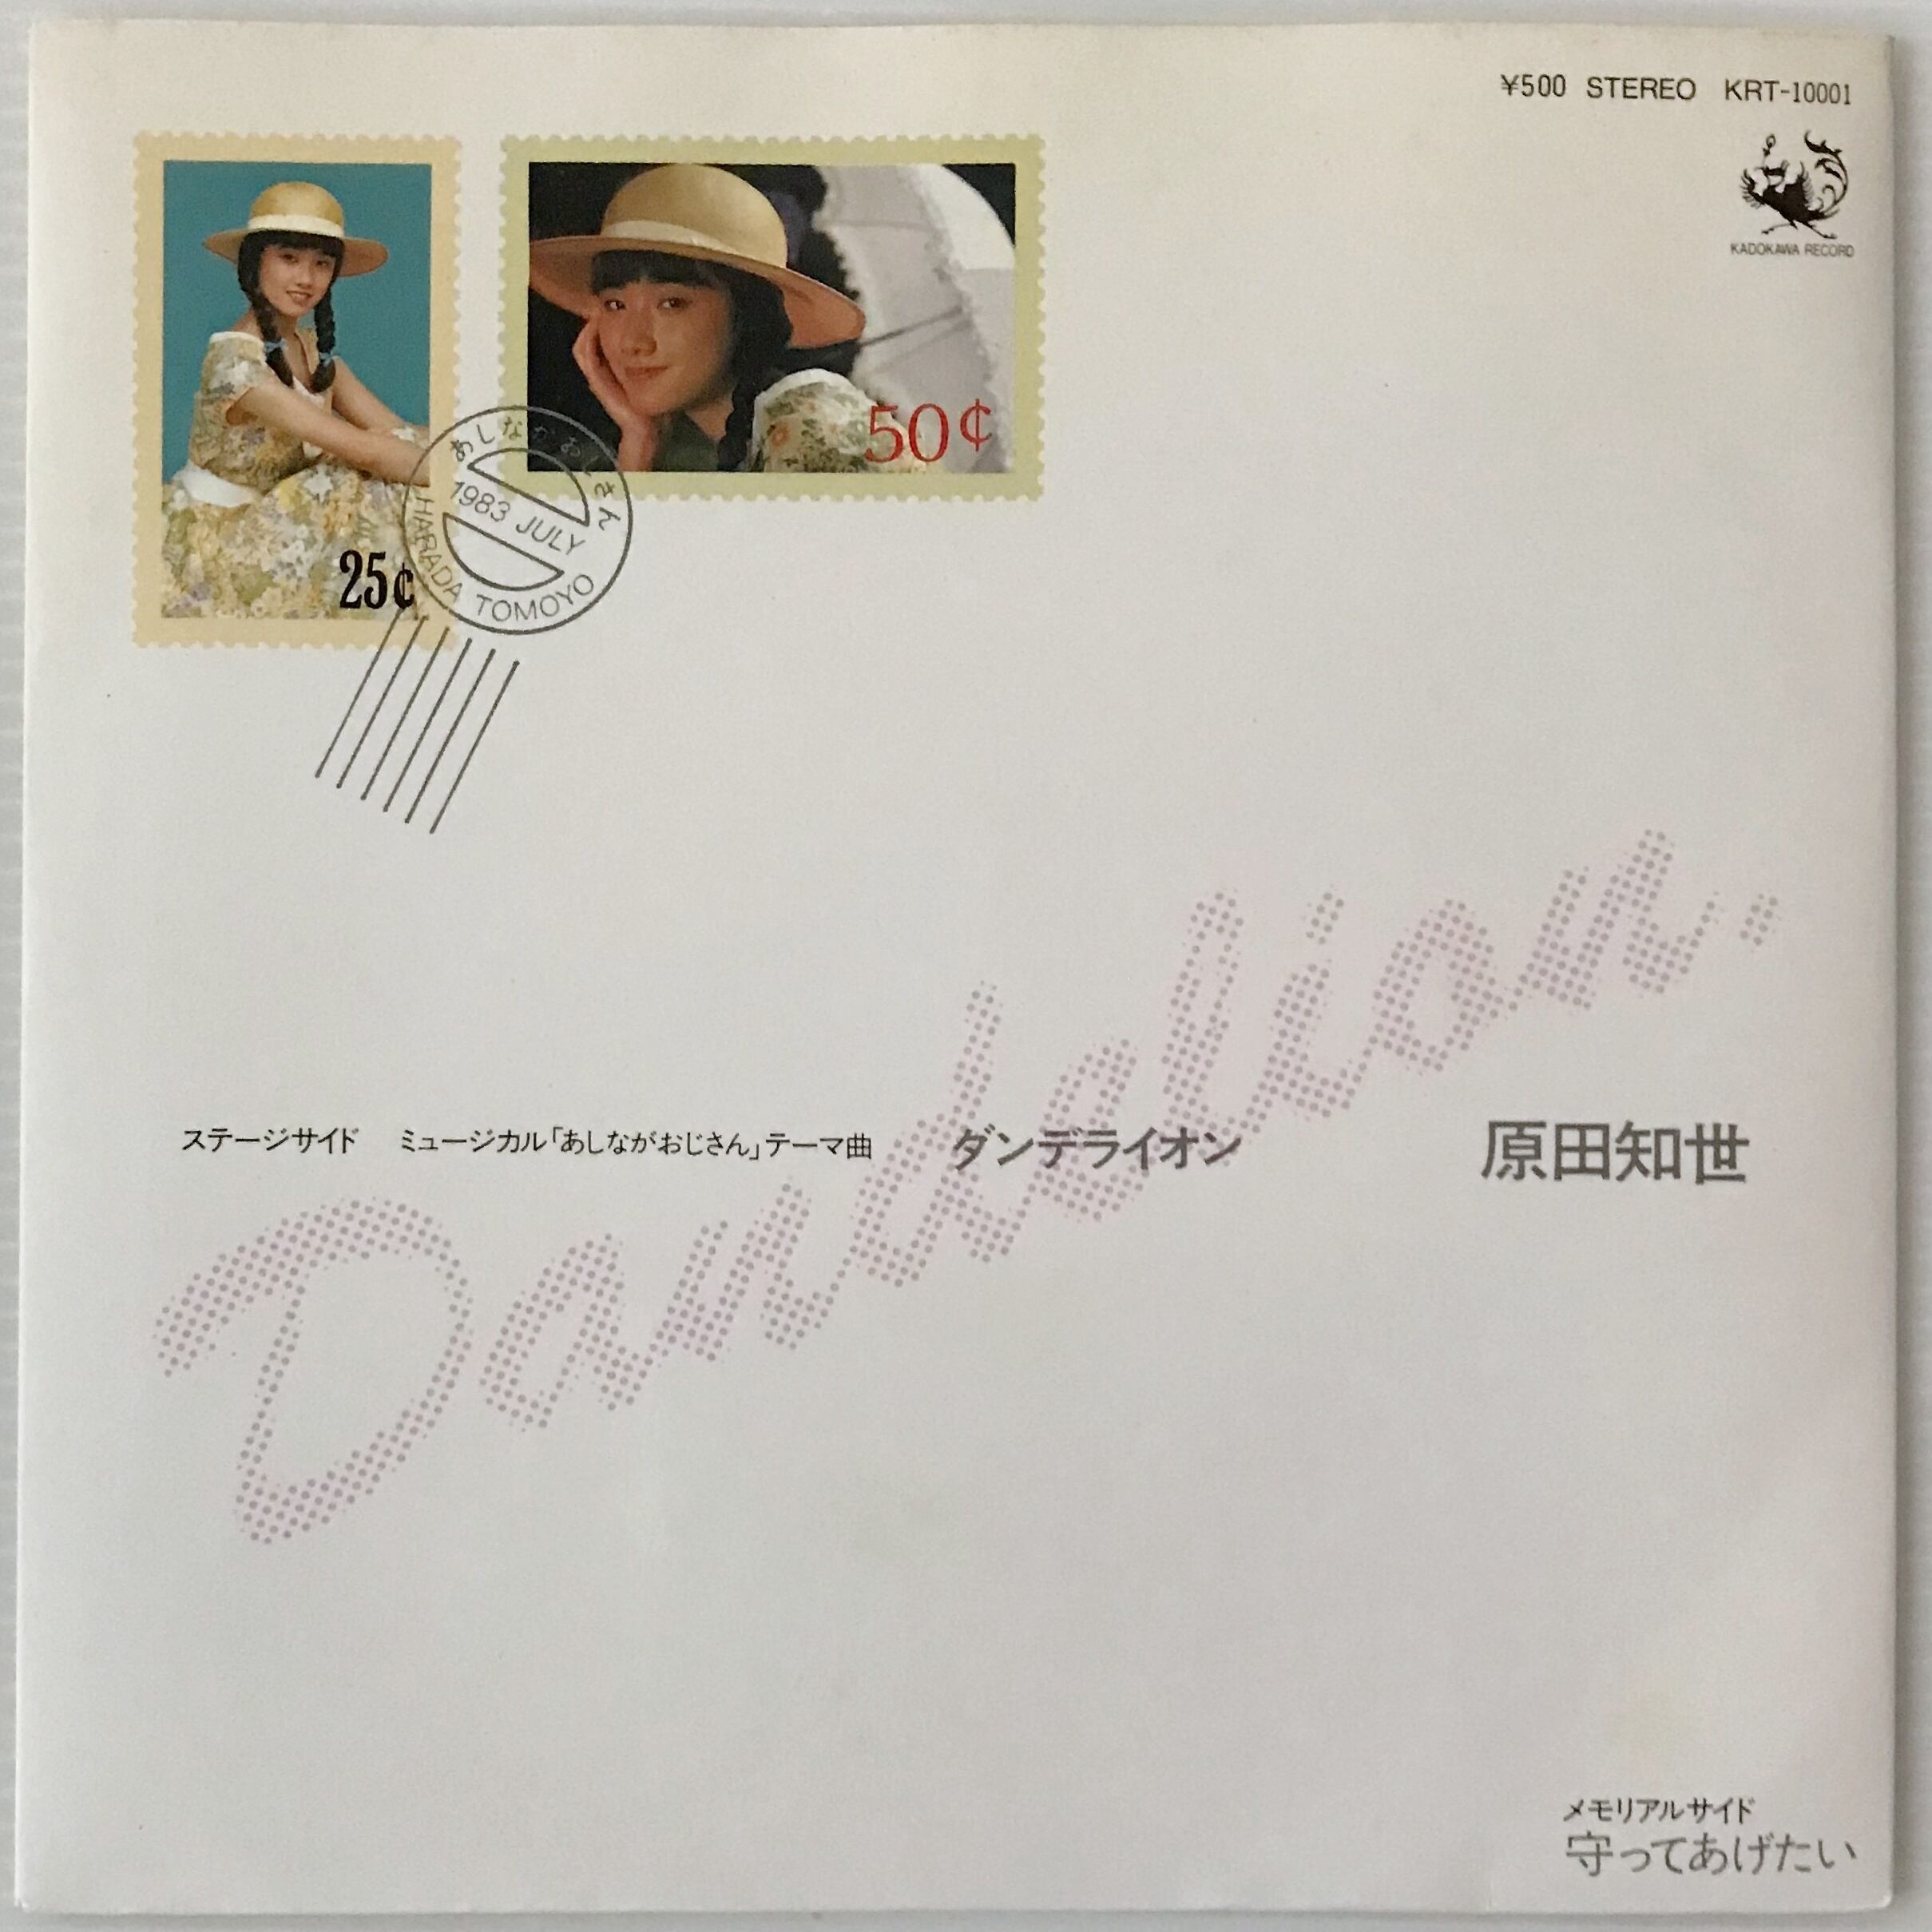 ¥500 STEREO KRT-10001
KADOKAWA RECORD
50¢
25¢
あしながおじさん
1983 JULY
HARADA TOMOYO
Dandelion.
ステージサイド ミュージカル「あしながおじさん」テーマ曲 ダンデライオン 原田知世
メモリアルサイド
守ってあげたい